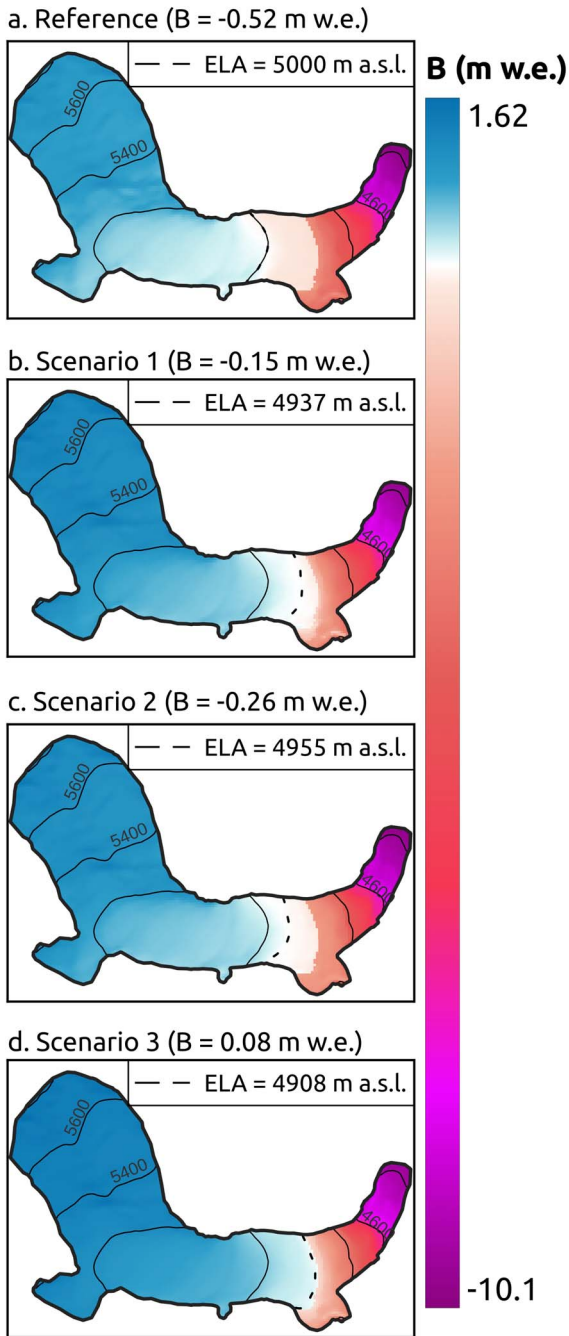 a. Reference (B = -0.52 m w.e.)
ELA = 5000 m a.s.l.
5600
5400
4600
B (m w.e.)
1.62
b. Scenario 1 (B = -0.15 m w.e.)
ELA = 4937 m a.s.l.
5600
5400
4600
c. Scenario 2 (B = -0.26 m w.e.)
ELA = 4955 m a.s.l.
5600
5400
4600
d. Scenario 3 (B = 0.08 m w.e.)
ELA = 4908 m a.s.l.
5600
5400
4600
-10.1